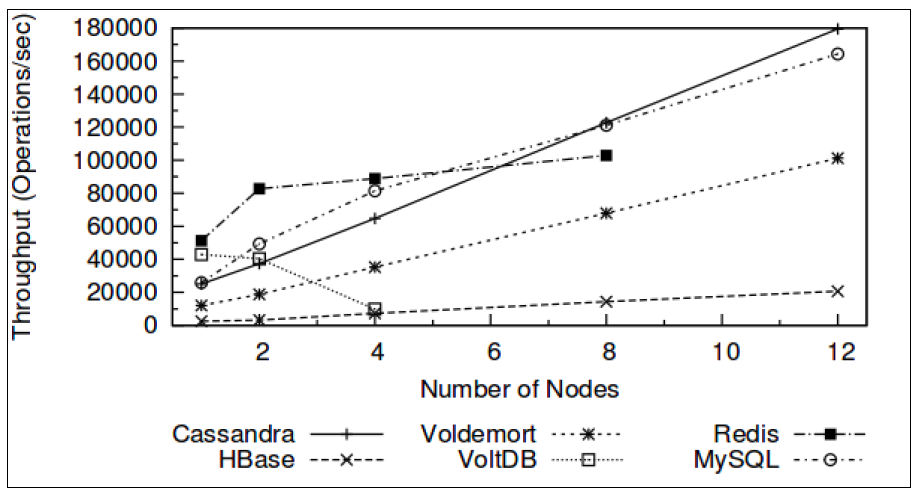 Throughput (Operations/sec)
180000
160000
140000
120000
100000
80000
60000
40000
20000
0
2 4 6 8 10 12
Number of Nodes
Cassandra Voldemort Redis
HBase VoltDB MySQL